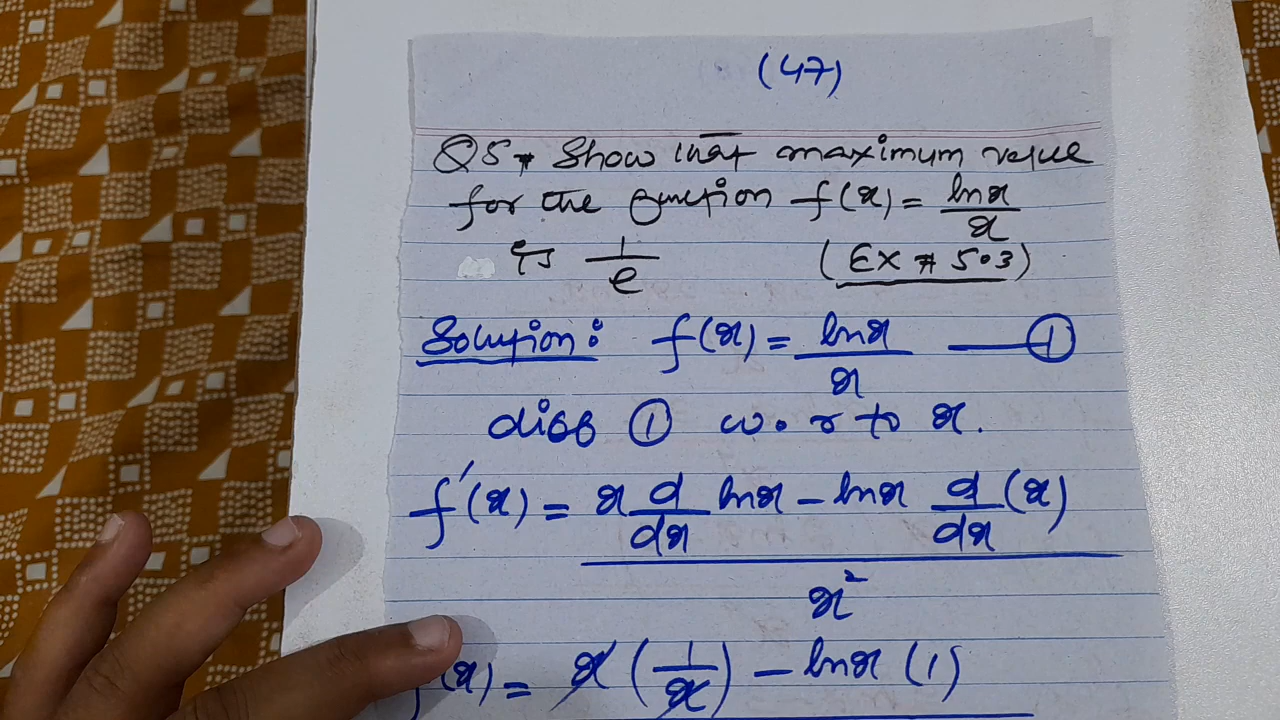 (47)
Q5# Show that maximum value
for the function f(x) = lnx/x
is 1/e (EX # 5.3)
Solution: f(x) = lnx/x —①
diff ① w.r to x.
f'(x) = x d/dx lnx - lnx d/dx (x)
x²
(x) = x (1/x) - lnx (1)